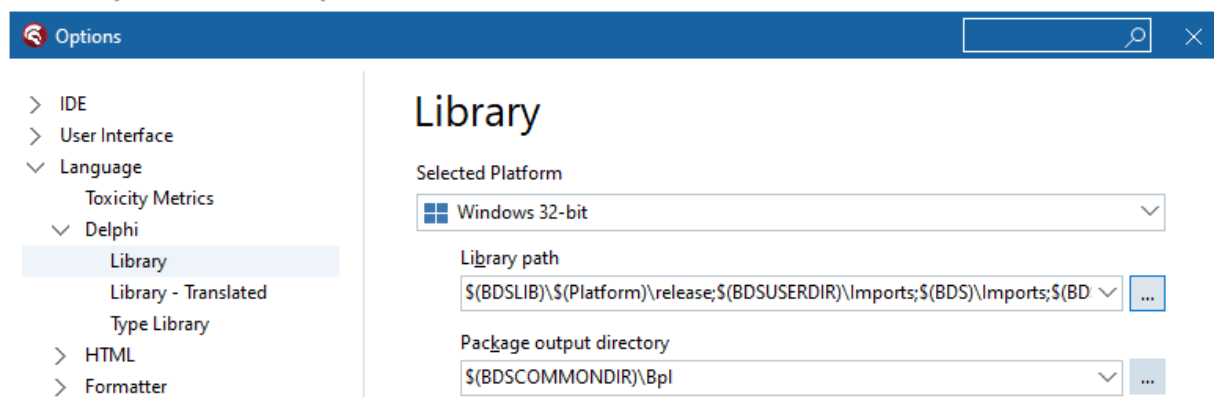 Options
IDE
User Interface
Language
Toxicity Metrics
Delphi
Library
Library - Translated
Type Library
HTML
Formatter
Library
Selected Platform
Windows 32-bit
Library path
$(BDSLIB)\$(Platform)\release;$(BDSUSERDIR)\Imports;$(BDS)\Imports;$(BD
...
Package output directory
$(BDSCOMMONDIR)\Bpl
...